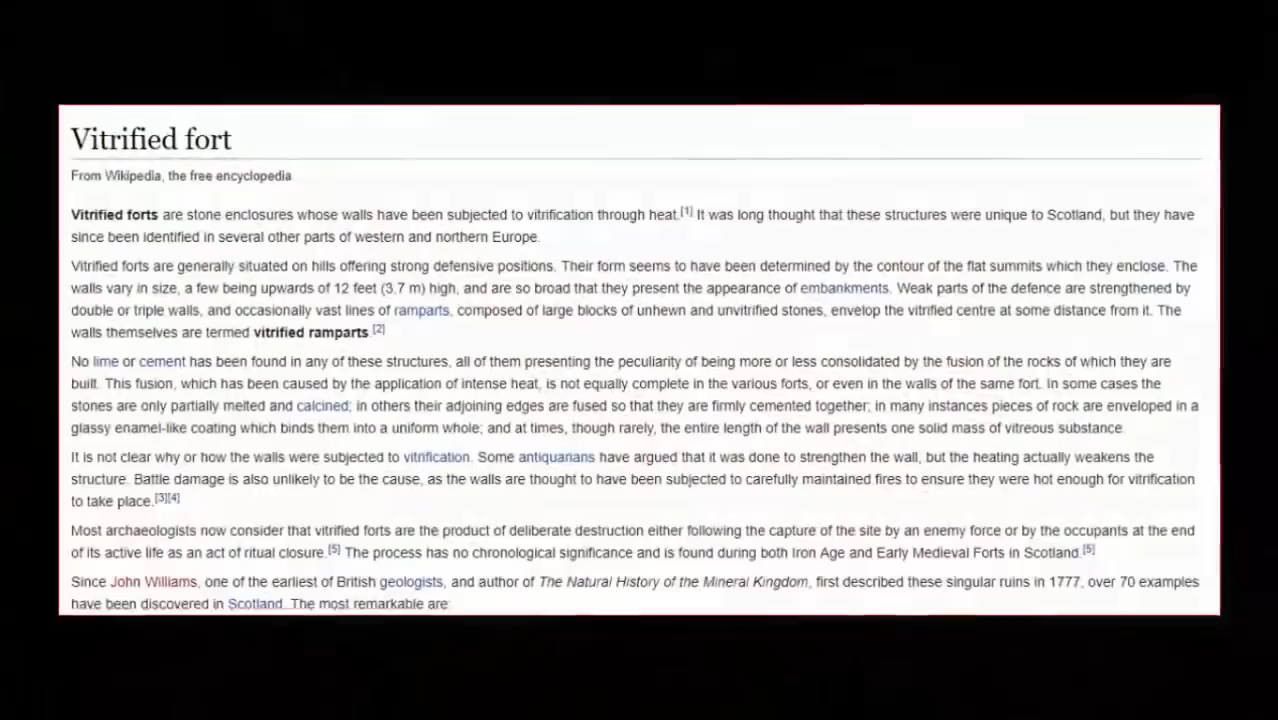 Vitrified fort
From Wikipedia, the free encyclopedia
Vitrified forts are stone enclosures whose walls have been subjected to vitrification through heat.[1] It was long thought that these structures were unique to Scotland, but they have
since been identified in several other parts of western and northern Europe.
Vitrified forts are generally situated on hills offering strong defensive positions. Their form seems to have been determined by the contour of the flat summits which they enclose. The
walls vary in size, a few being upwards of 12 feet (3.7 m) high, and are so broad that they present the appearance of embankments. Weak parts of the defence are strengthened by
double or triple walls, and occasionally vast lines of ramparts, composed of large blocks of unhewn and unvitrified stones, envelop the vitrified centre at some distance from it. The
walls themselves are termed vitrified ramparts.[2]
No lime or cement has been found in any of these structures, all of them presenting the peculiarity of being more or less consolidated by the fusion of the rocks of which they are
built. This fusion, which has been caused by the application of intense heat, is not equally complete in the various forts, or even in the walls of the same fort. In some cases the
stones are only partially melted and calcined; in others their adjoining edges are fused so that they are firmly cemented together; in many instances pieces of rock are enveloped in a
glassy enamel-like coating which binds them into a uniform whole; and at times, though rarely, the entire length of the wall presents one solid mass of vitreous substance.
It is not clear why or how the walls were subjected to vitrification. Some antiquarians have argued that it was done to strengthen the wall, but the heating actually weakens the
structure. Battle damage is also unlikely to be the cause, as the walls are thought to have been subjected to carefully maintained fires to ensure they were hot enough for vitrification
to take place.[3][4]
Most archaeologists now consider that vitrified forts are the product of deliberate destruction either following the capture of the site by an enemy force or by the occupants at the end
of its active life as an act of ritual closure.[5] The process has no chronological significance and is found during both Iron Age and Early Medieval Forts in Scotland.[5]
Since John Williams, one of the earliest of British geologists, and author of The Natural History of the Mineral Kingdom, first described these singular ruins in 1777, over 70 examples
have been discovered in Scotland. The most remarkable are: